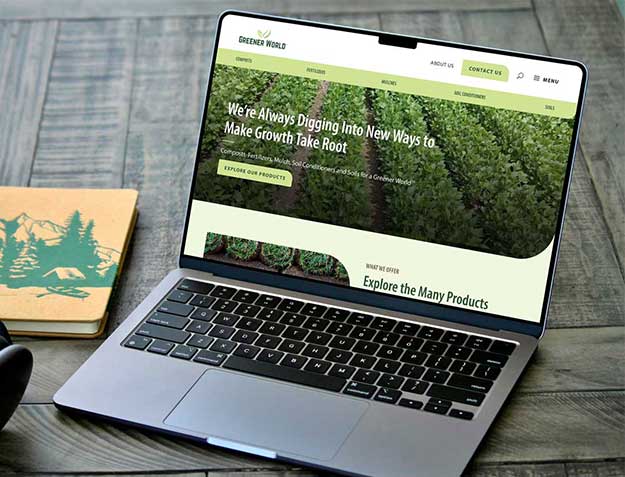 GREENER WORLD
ABOUT US
CONTACT US
MENU
COMPOSTS
FERTILIZERS
MULCHES
SOIL CONDITIONERS
SOILS
We're Always Digging Into New Ways to
Make Growth Take Root
Composts, Fertilizers, Mulch, Soil Conditioners and Soils for a Greener World™
EXPLORE OUR PRODUCTS
WHAT WE OFFER
Explore the Many Products